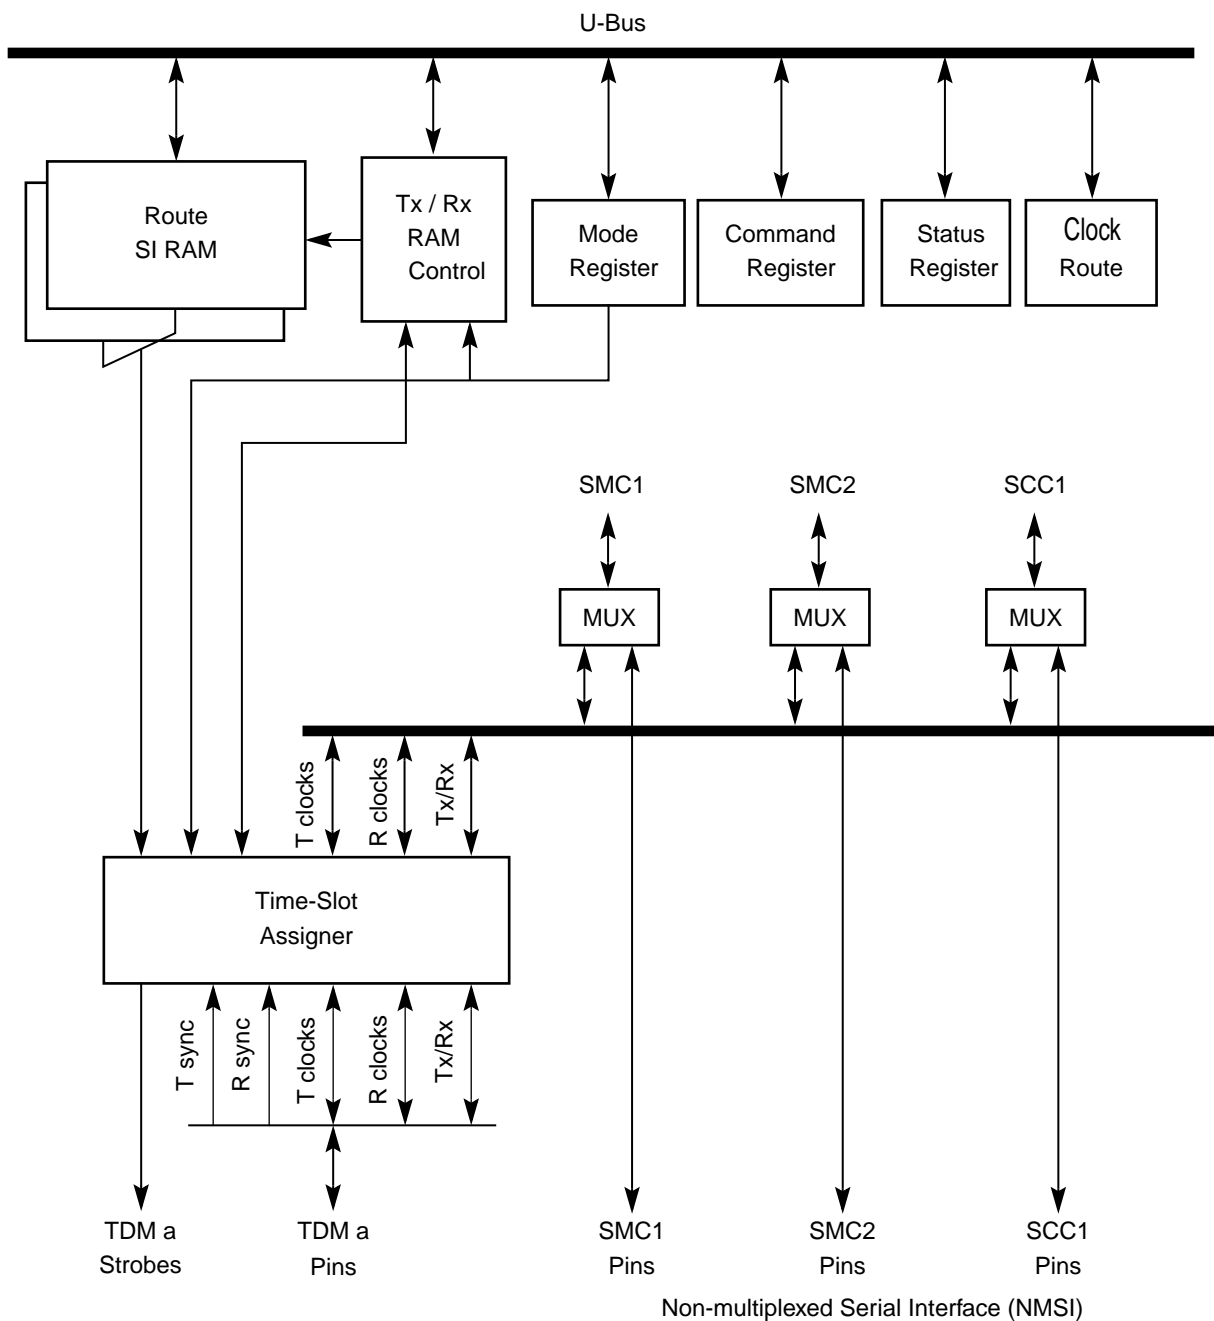 U-Bus
Route
SI RAM
Tx / Rx
RAM
Control
Mode
Register
Command
Register
Status
Register
Clock
Route
SMC1
SMC2
SCC1
MUX
MUX
MUX
T clocks
R clocks
Tx/Rx
Time-Slot
Assigner
T sync
R sync
T clocks
R clocks
Tx/Rx
TDM a
Strobes
TDM a
Pins
SMC1
Pins
SMC2
Pins
SCC1
Pins
Non-multiplexed Serial Interface (NMSI)